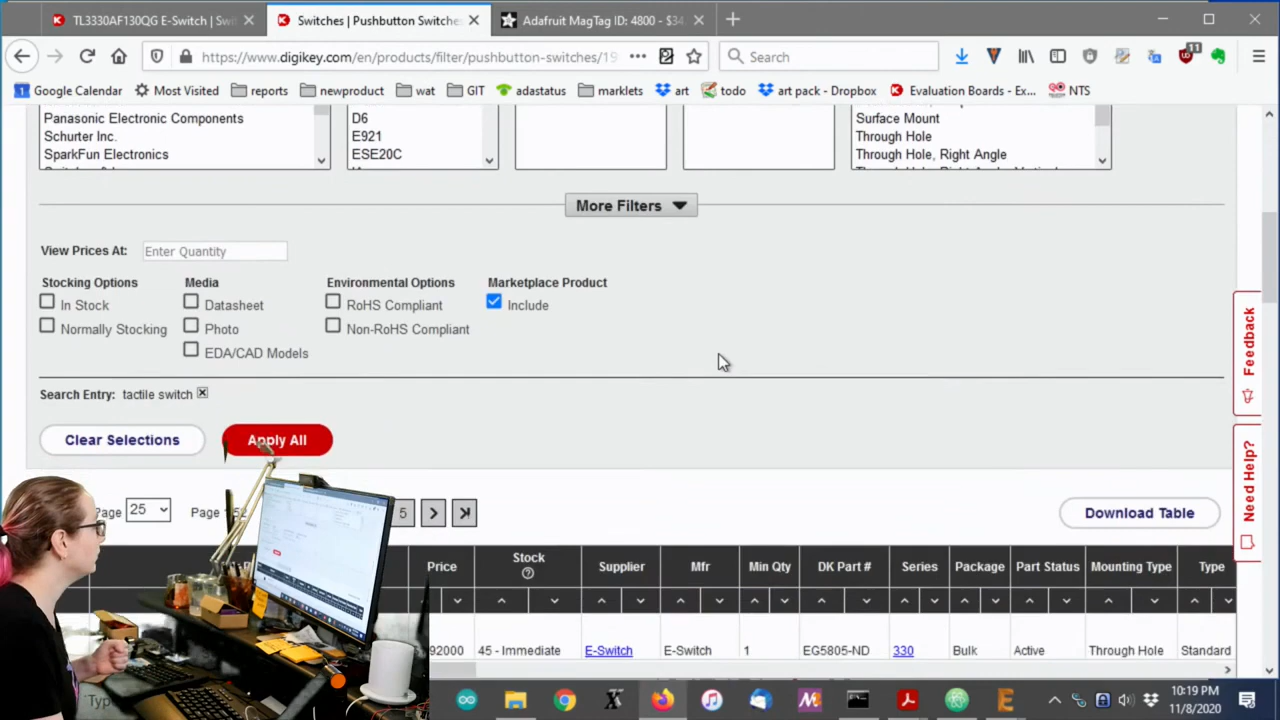 TL3330AF130QG E-Switch | Swit
Switches | Pushbutton Switches
Adafruit MagTag ID: 4800 - $34
https://www.digikey.com/en/products/filter/pushbutton-switches/19
Search
11
Google Calendar
Most Visited
reports
newproduct
wat
GIT
adastatus
marklets
art
todo
art pack - Dropbox
Evaluation Boards - Ex...
NTS
Panasonic Electronic Components
Schurter Inc.
SparkFun Electronics
D6
E921
ESE20C
Surface Mount
Through Hole
Through Hole, Right Angle
More Filters
View Prices At:
Enter Quantity
Stocking Options
Media
Environmental Options
Marketplace Product
In Stock
Datasheet
RoHS Compliant
Include
Normally Stocking
Photo
Non-RoHS Compliant
EDA/CAD Models
Search Entry: tactile switch
Clear Selections
Apply All
Feedback
Need Help?
Page
25
Page
5
Download Table
Price
Stock
Supplier
Mfr
Min Qty
DK Part #
Series
Package
Part Status
Mounting Type
Type
92000
45 - Immediate
E-Switch
E-Switch
1
EG5805-ND
330
Bulk
Active
Through Hole
Standard
10:19 PM
11/8/2020